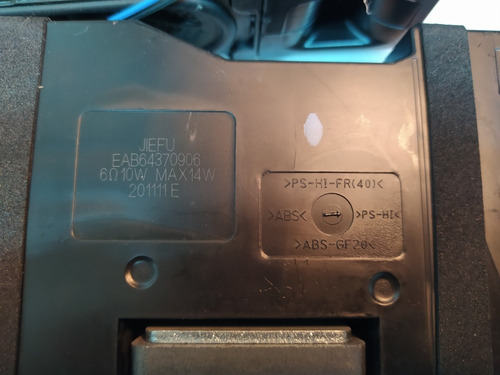 JIEFU
EAB64370906
6Ω10W MAX14W
201111 E
>PS-HI-FR(40)<
>ABS< >PS-HI<
>ABS-GF20<